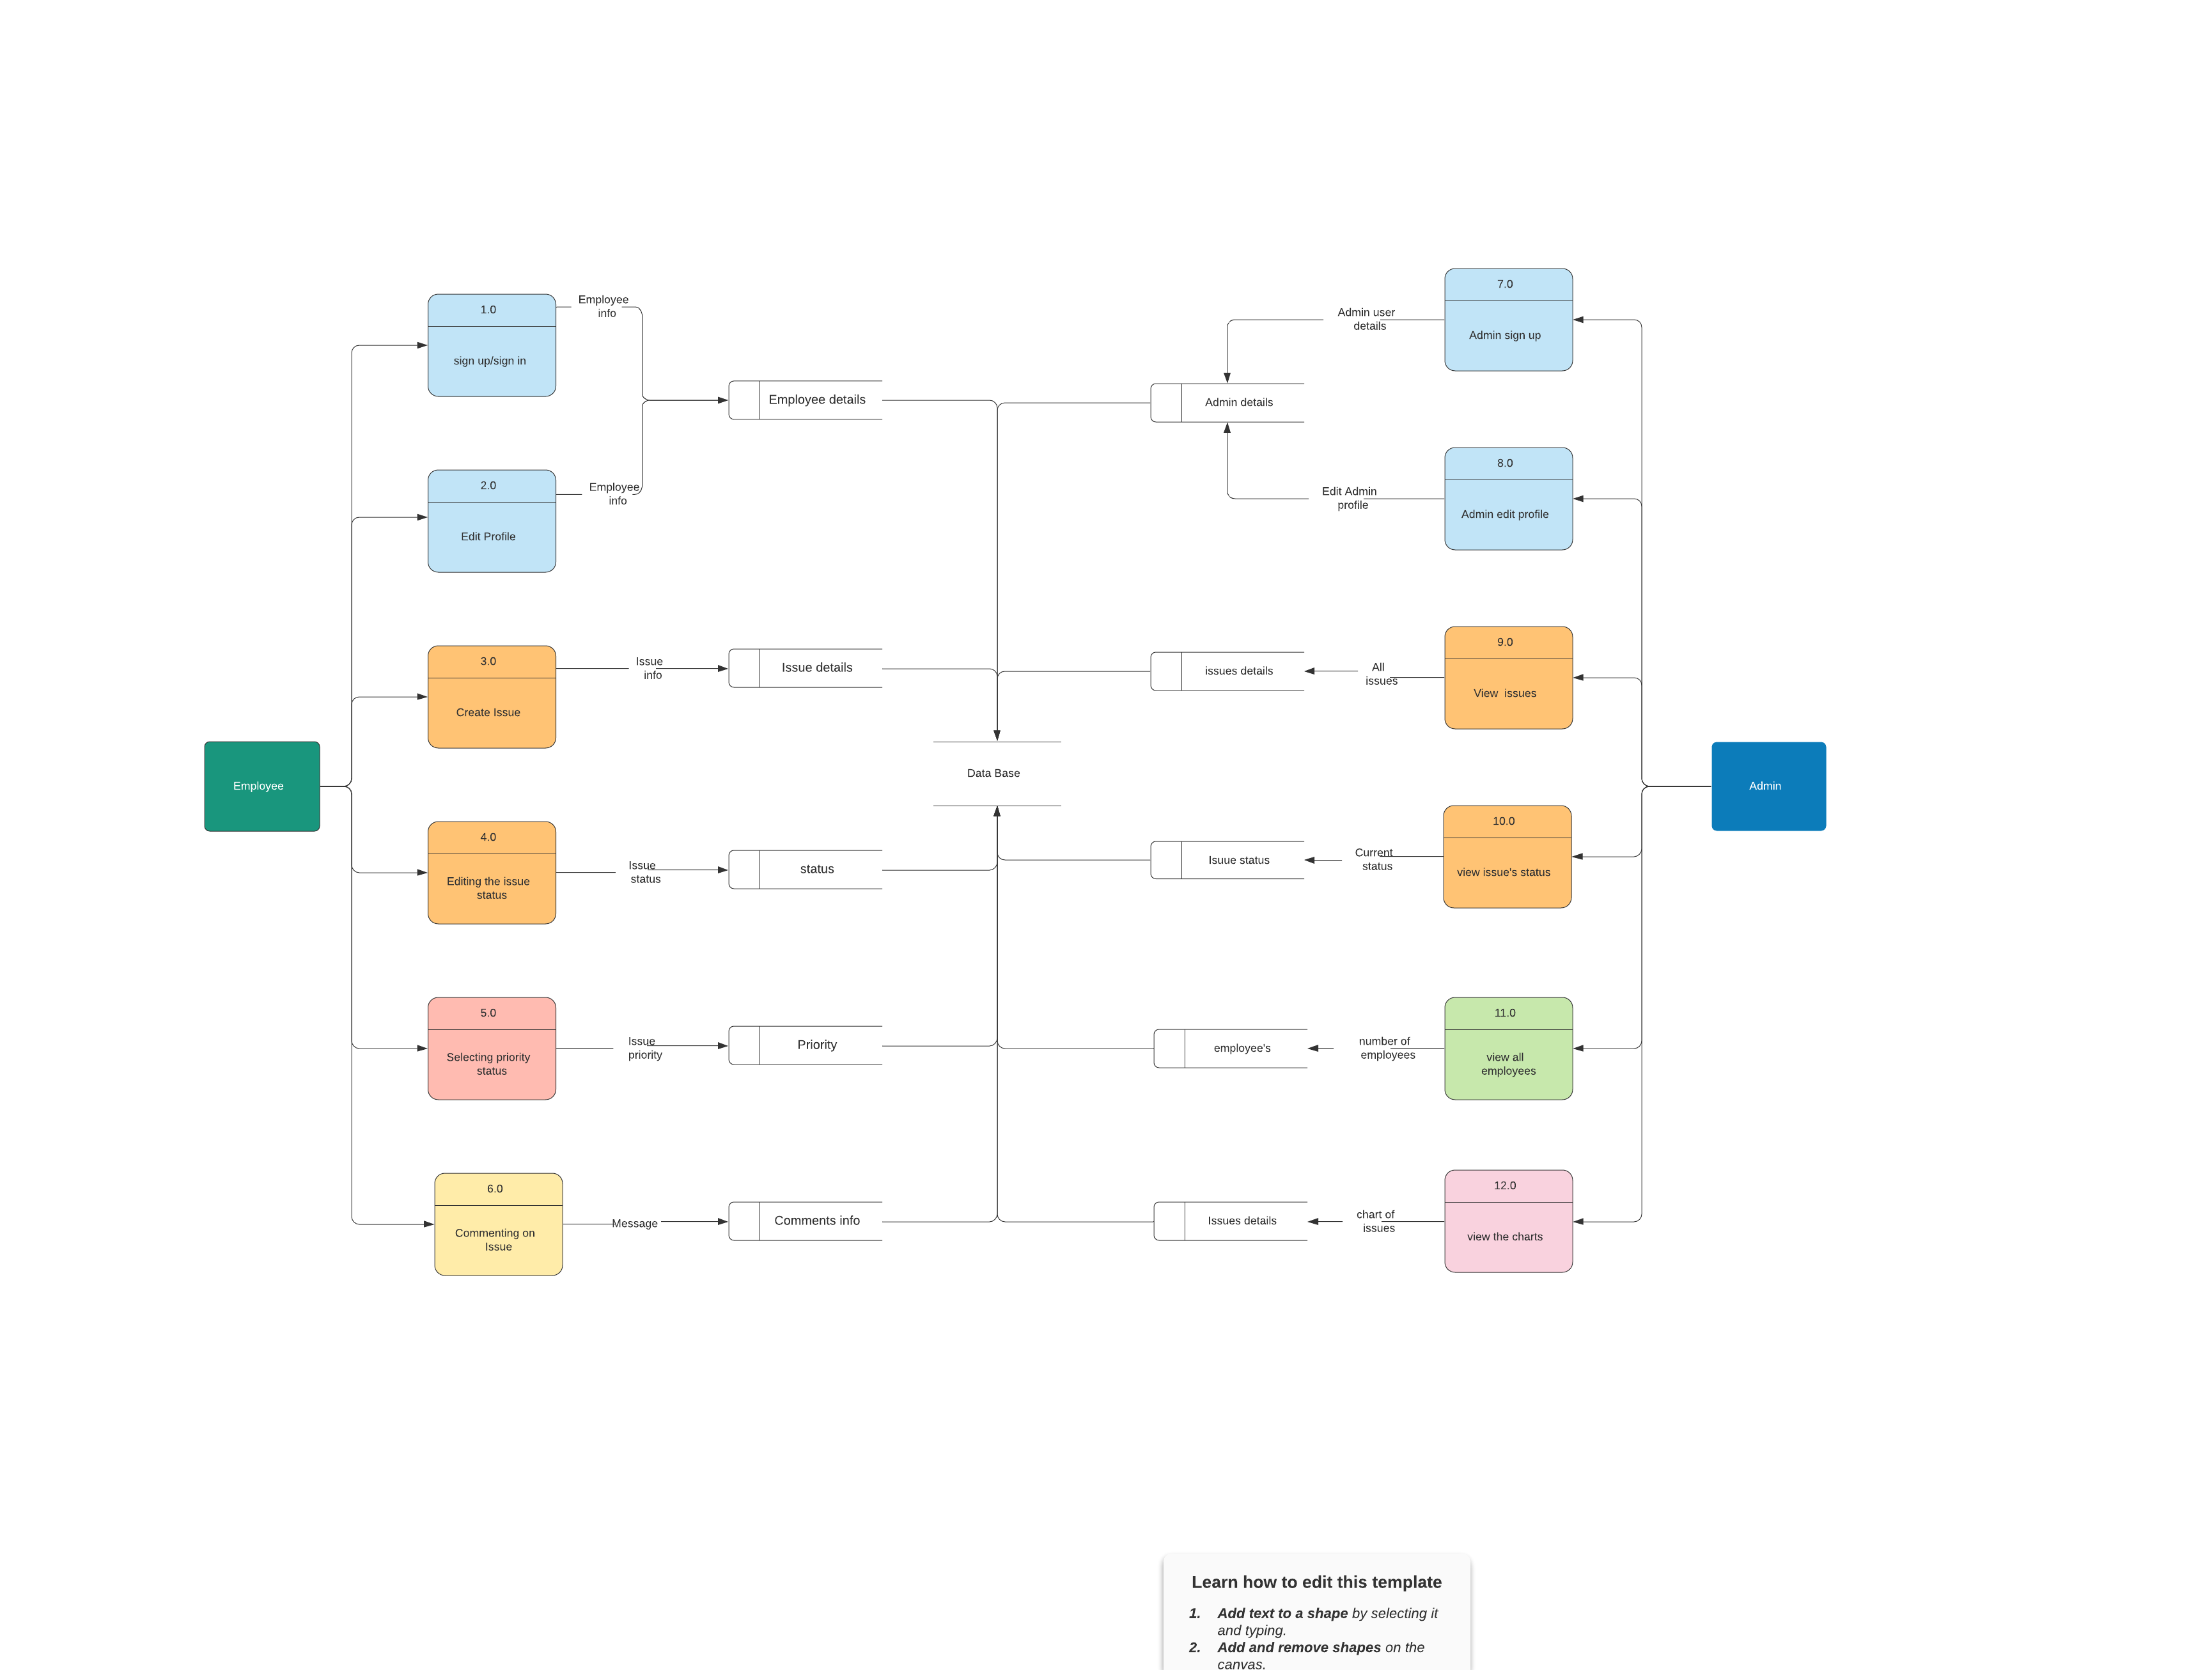 7.0
Admin sign up
1.0
sign up/sign in
Employee
info
Admin user
details
Employee details
Admin details
8.0
Admin edit profile
2.0
Edit Profile
Employee
info
Edit Admin
profile
9.0
View  issues
3.0
Create Issue
Issue
info
Issue details
issues details
All
issues
Employee
Data Base
Admin
10.0
view issue's status
4.0
Editing the issue
status
Issue
status
status
Isuue status
Current
status
5.0
Selecting priority
status
Issue
priority
Priority
employee's
number of
employees
11.0
view all
employees
6.0
Commenting on
Issue
Message
Comments info
Issues details
chart of
issues
12.0
view the charts
Learn how to edit this template
1. Add text to a shape by selecting it
and typing.
2. Add and remove shapes on the
canvas.